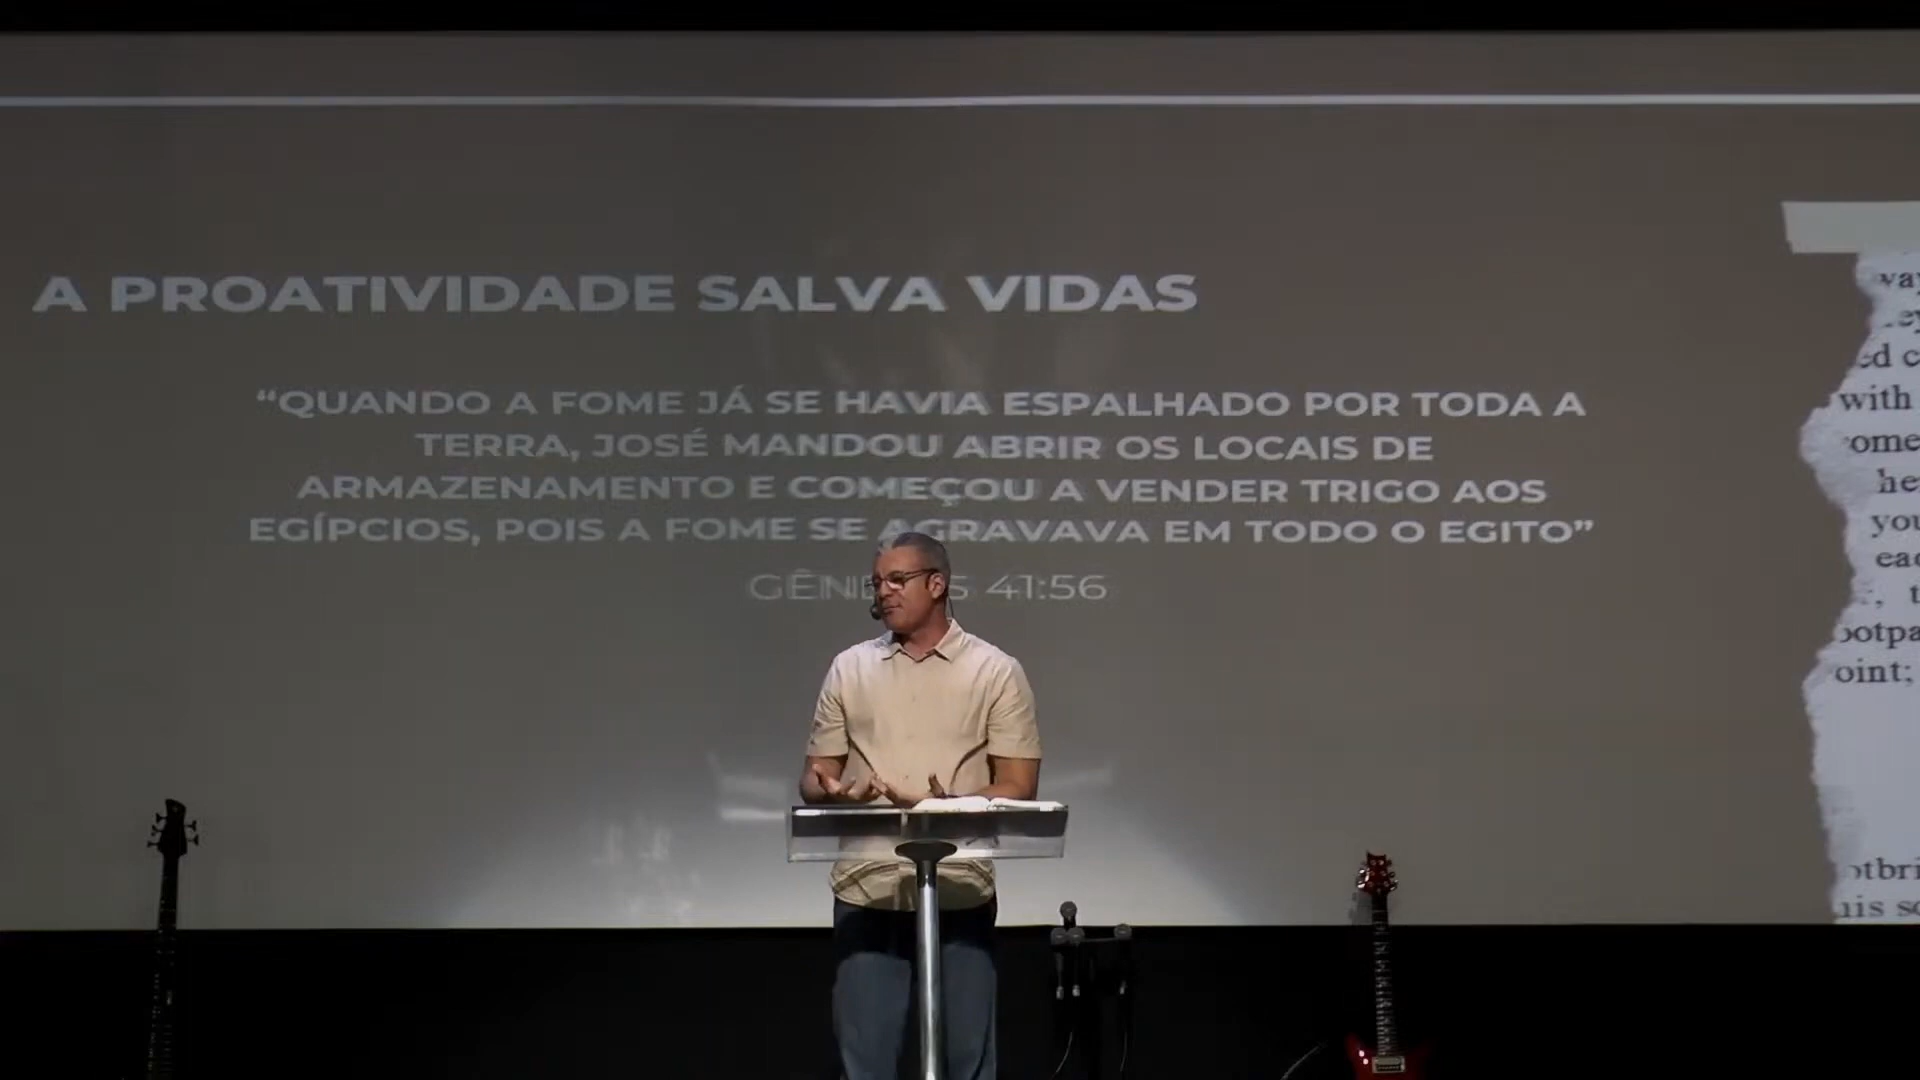 A PROATIVIDADE SALVA VIDAS
“QUANDO A FOME JÁ SE HAVIA ESPALHADO POR TODA A
TERRA, JOSÉ MANDOU ABRIR OS LOCAIS DE
ARMAZENAMENTO E COMEÇOU A VENDER TRIGO AOS
EGÍPCIOS, POIS A FOME SE AGRAVAVA EM TODO O EGITO”
41:56
with
you